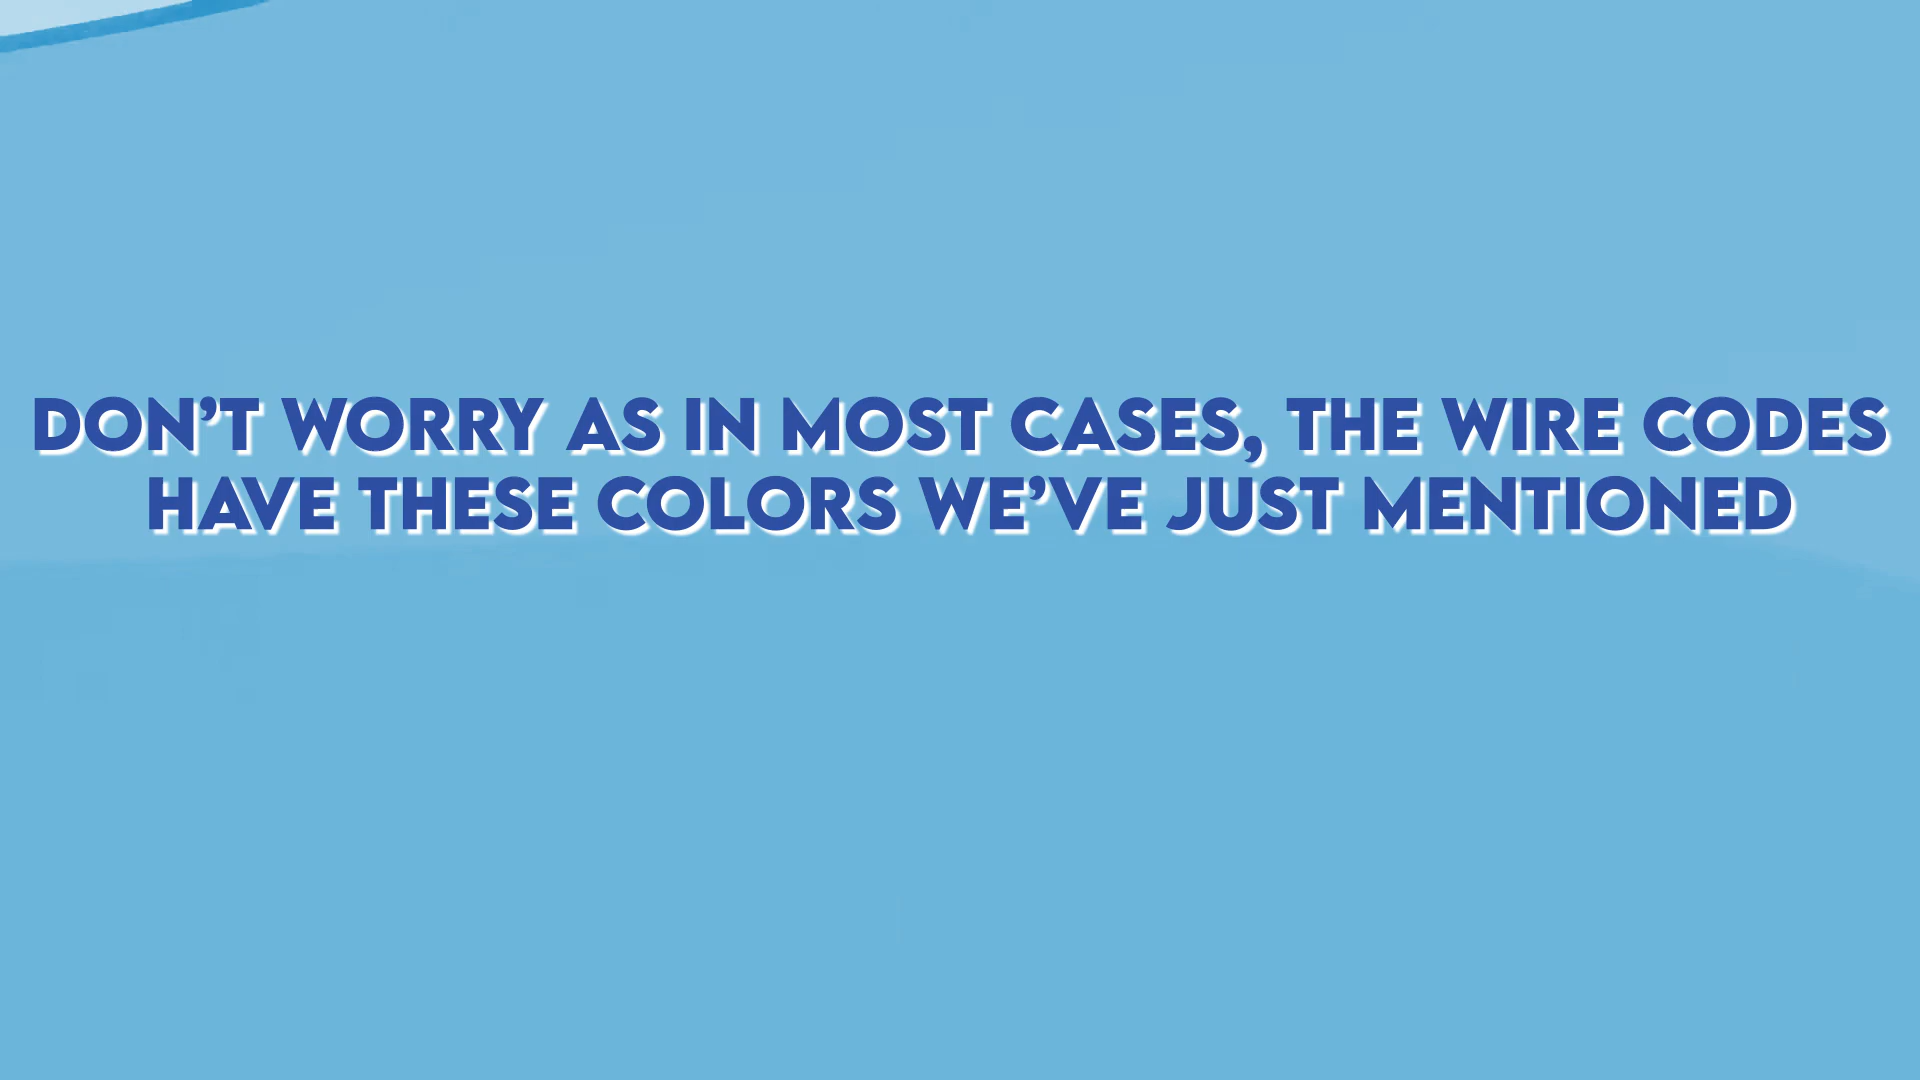 DON’T WORRY AS IN MOST CASES, THE WIRE CODES
HAVE THESE COLORS WE’VE JUST MENTIONED